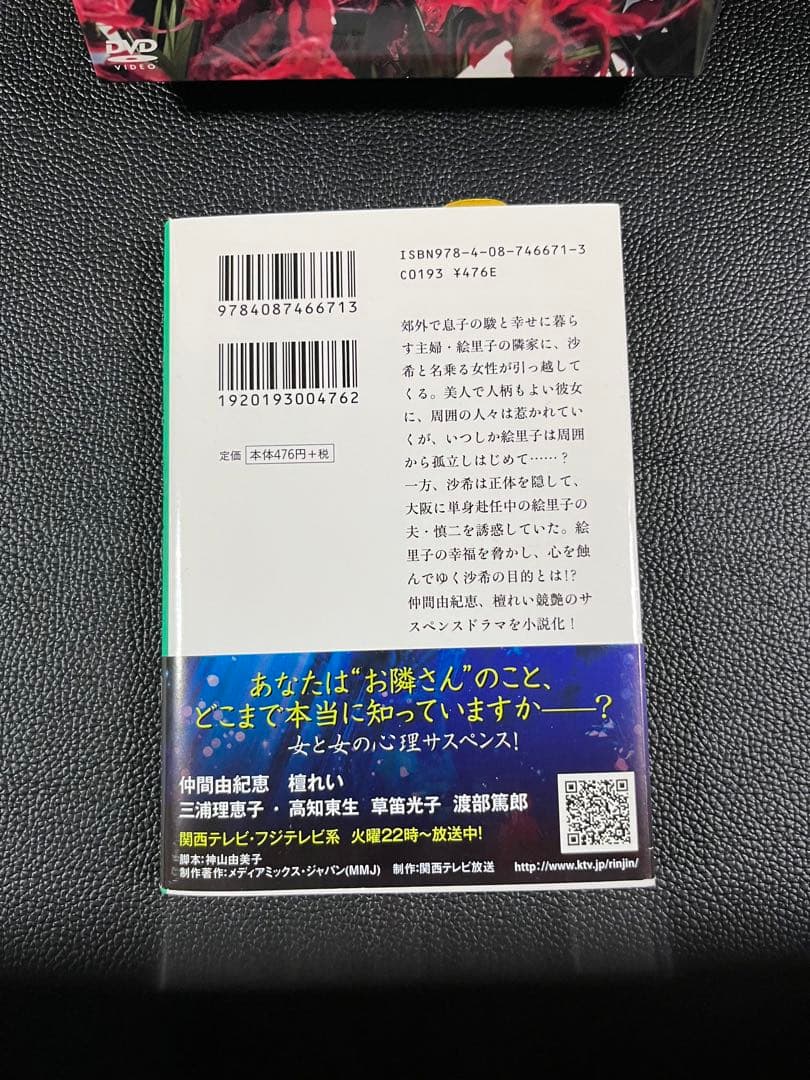 DVD
VIDEO
ISBN978-4-08-746671-3
C0193 ¥476E
9784087466713
1920193004762
定価 本体476円+税
郊外で息子の駿と幸せに暮ら
す主婦・絵里子の隣家に、沙
希と名乗る女性が引っ越して
くる。美人で人柄もよい彼女
に、周囲の人々は惹かれてい
くが、いつしか絵里子は周囲
から孤立しはじめて……?
一方、沙希は正体を隠して、
大阪に単身赴任中の絵里子の
夫・慎二を誘惑していた。絵
里子の幸福を脅かし、心を蝕
んでゆく沙希の目的とは!?
仲間由紀恵、檀れい競艶のサ
スペンスドラマを小説化!
あなたは“お隣さん”のこと、
どこまで本当に知っていますか――?
女と女の心理サスペンス!
仲間由紀恵 檀れい
三浦理恵子・高知東生 草笛光子 渡部篤郎
関西テレビ・フジテレビ系 火曜22時〜放送中!
脚本:神山由美子
制作著作:メディアミックス・ジャパン(MMJ) 制作:関西テレビ放送
http://www.ktv.jp/rinjin/